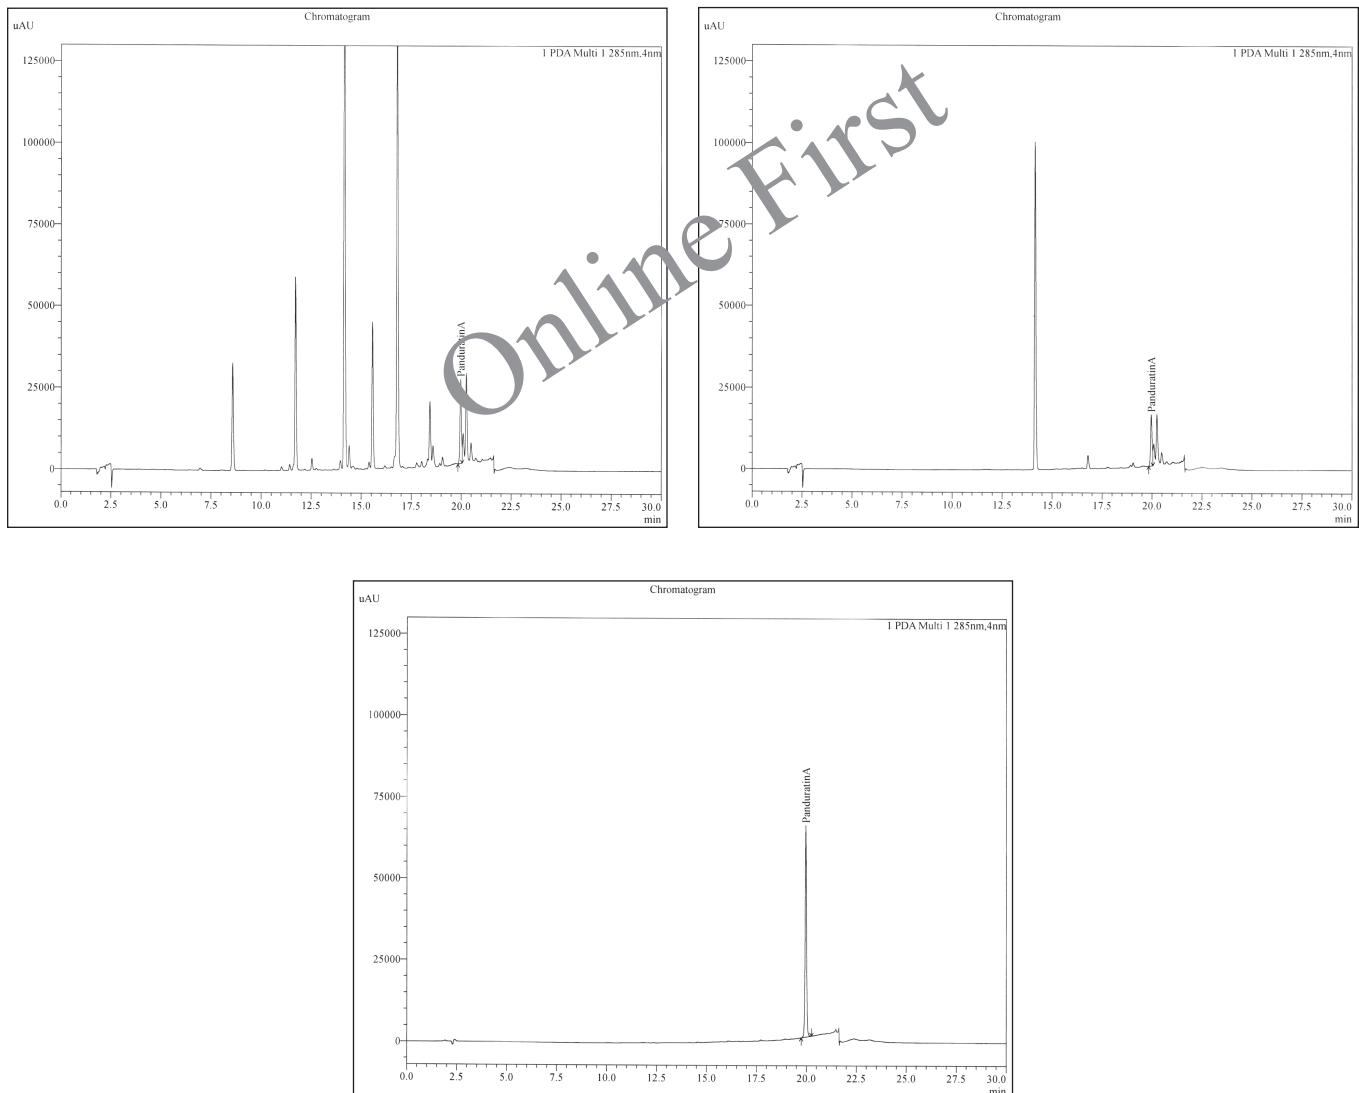 Chromatogram
uAU
1 PDA Multi 1 285nm,4nm
125000
100000
75000
50000
25000
0
PanduratinA
0.0 2.5 5.0 7.5 10.0 12.5 15.0 17.5 20.0 22.5 25.0 27.5 30.0
min
Chromatogram
uAU
1 PDA Multi 1 285nm,4nm
125000
100000
75000
50000
25000
0
PanduratinA
0.0 2.5 5.0 7.5 10.0 12.5 15.0 17.5 20.0 22.5 25.0 27.5 30.0
min
Online First
Chromatogram
uAU
1 PDA Multi 1 285nm,4nm
125000
100000
75000
50000
25000
0
PanduratinA
0.0 2.5 5.0 7.5 10.0 12.5 15.0 17.5 20.0 22.5 25.0 27.5 30.0
min